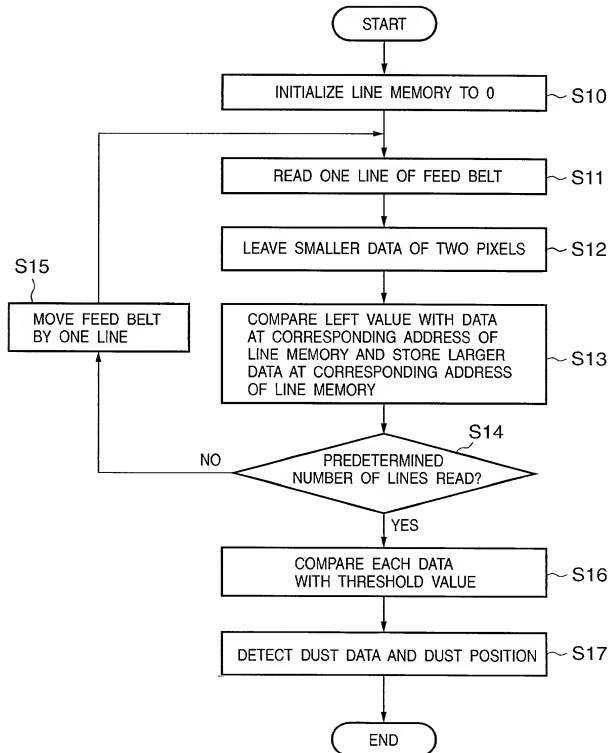 START
INITIALIZE LINE MEMORY TO 0
S10
READ ONE LINE OF FEED BELT
S11
LEAVE SMALLER DATA OF TWO PIXELS
S12
S15
MOVE FEED BELT
BY ONE LINE
COMPARE LEFT VALUE WITH DATA
AT CORRESPONDING ADDRESS OF
LINE MEMORY AND STORE LARGER
DATA AT CORRESPONDING ADDRESS
OF LINE MEMORY
S13
S14
PREDETERMINED
NUMBER OF LINES READ?
NO
YES
COMPARE EACH DATA
WITH THRESHOLD VALUE
S16
DETECT DUST DATA AND DUST POSITION
S17
END